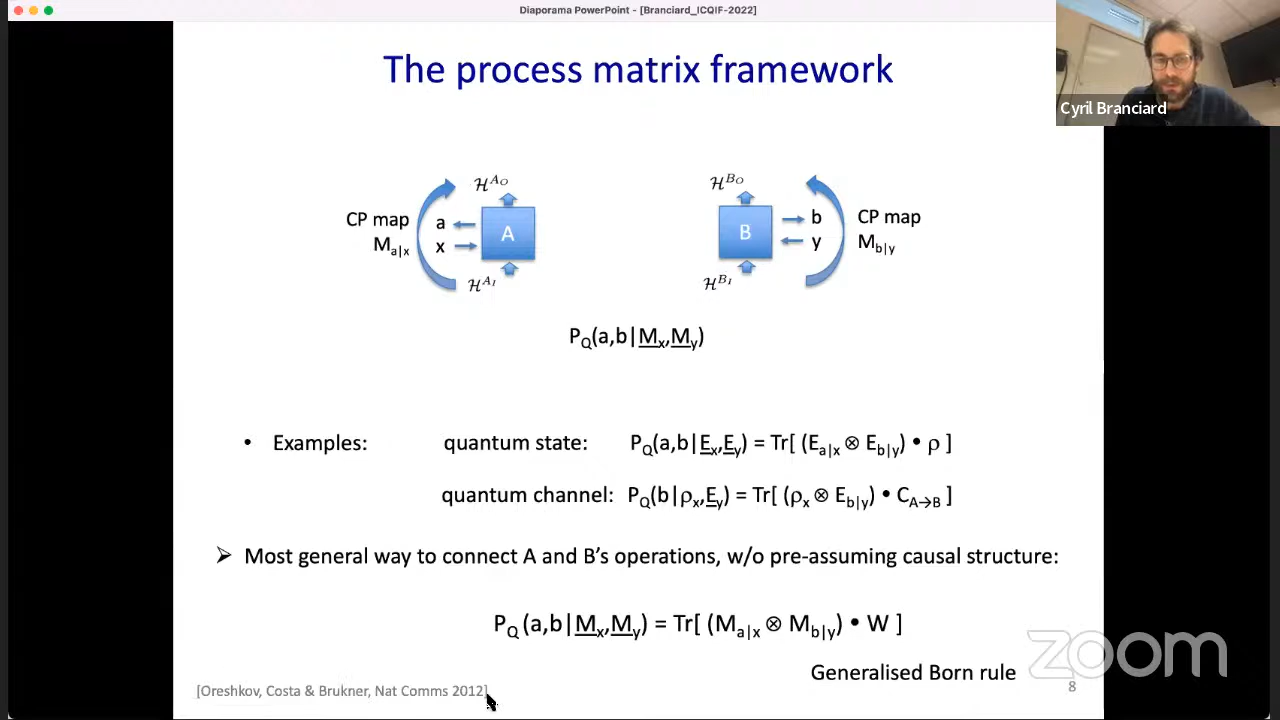 Diaporama PowerPoint - [Branciard_ICQIF-2022]
The process matrix framework
Cyril Branciard
ℋ^{A_O}
ℋ^{B_O}
CP map
M_{a|x}
a
x
A
B
b
y
CP map
M_{b|y}
ℋ^{A_I}
ℋ^{B_I}
P_Q(a,b|M_x,M_y)
• Examples: quantum state: P_Q(a,b|E_x,E_y) = Tr[ (E_{a|x} ⊗ E_{b|y}) • ρ ]
quantum channel: P_Q(b|ρ_x,E_y) = Tr[ (ρ_x ⊗ E_{b|y}) • C_{A→B} ]
➢ Most general way to connect A and B's operations, w/o pre-assuming causal structure:
P_Q (a,b|M_x,M_y) = Tr[ (M_{a|x} ⊗ M_{b|y}) • W ]
Generalised Born rule
zoom
[Oreshkov, Costa & Brukner, Nat Comms 2012]
8